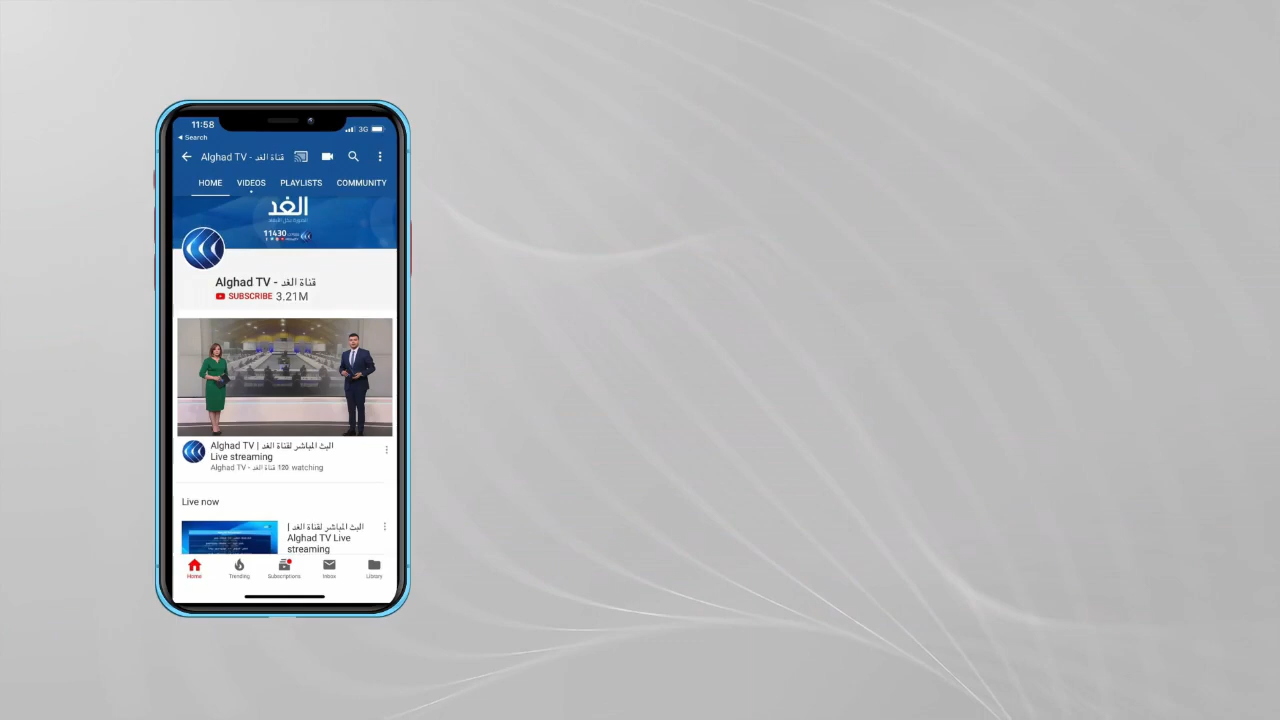 11:58
3G
Search
Alghad TV - قناة الغد
HOME VIDEOS PLAYLISTS COMMUNITY
الغد
11430
Alghad TV - قناة الغد
SUBSCRIBE 3.21M
Alghad TV | البث المباشر لقناة الغد
Live streaming
Alghad TV - قناة الغد 120 watching
Live now
البث المباشر لقناة الغد |
Alghad TV Live
streaming
Home Trending Subscriptions Inbox Library